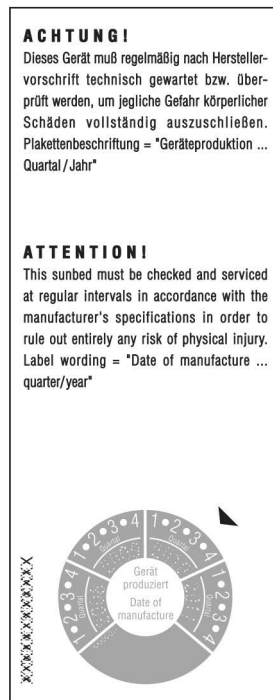 ACHTUNG!
Dieses Gerät muß regelmäßig nach Hersteller-
vorschrift technisch gewartet bzw. über-
prüft werden, um jegliche Gefahr körperlicher
Schäden vollständig auszuschließen.
Plakettenbeschriftung = "Geräteproduktion ...
Quartal/Jahr"
ATTENTION!
This sunbed must be checked and serviced
at regular intervals in accordance with the
manufacturer's specifications in order to
rule out entirely any risk of physical injury.
Label wording = "Date of manufacture ...
quarter/year"
1•2•3•4
Quartal
1•2•3•4
Quartal
1•2•3•4
Quartal
1•2•3•4
Quartal
Gerät
produziert
Date of
manufacture